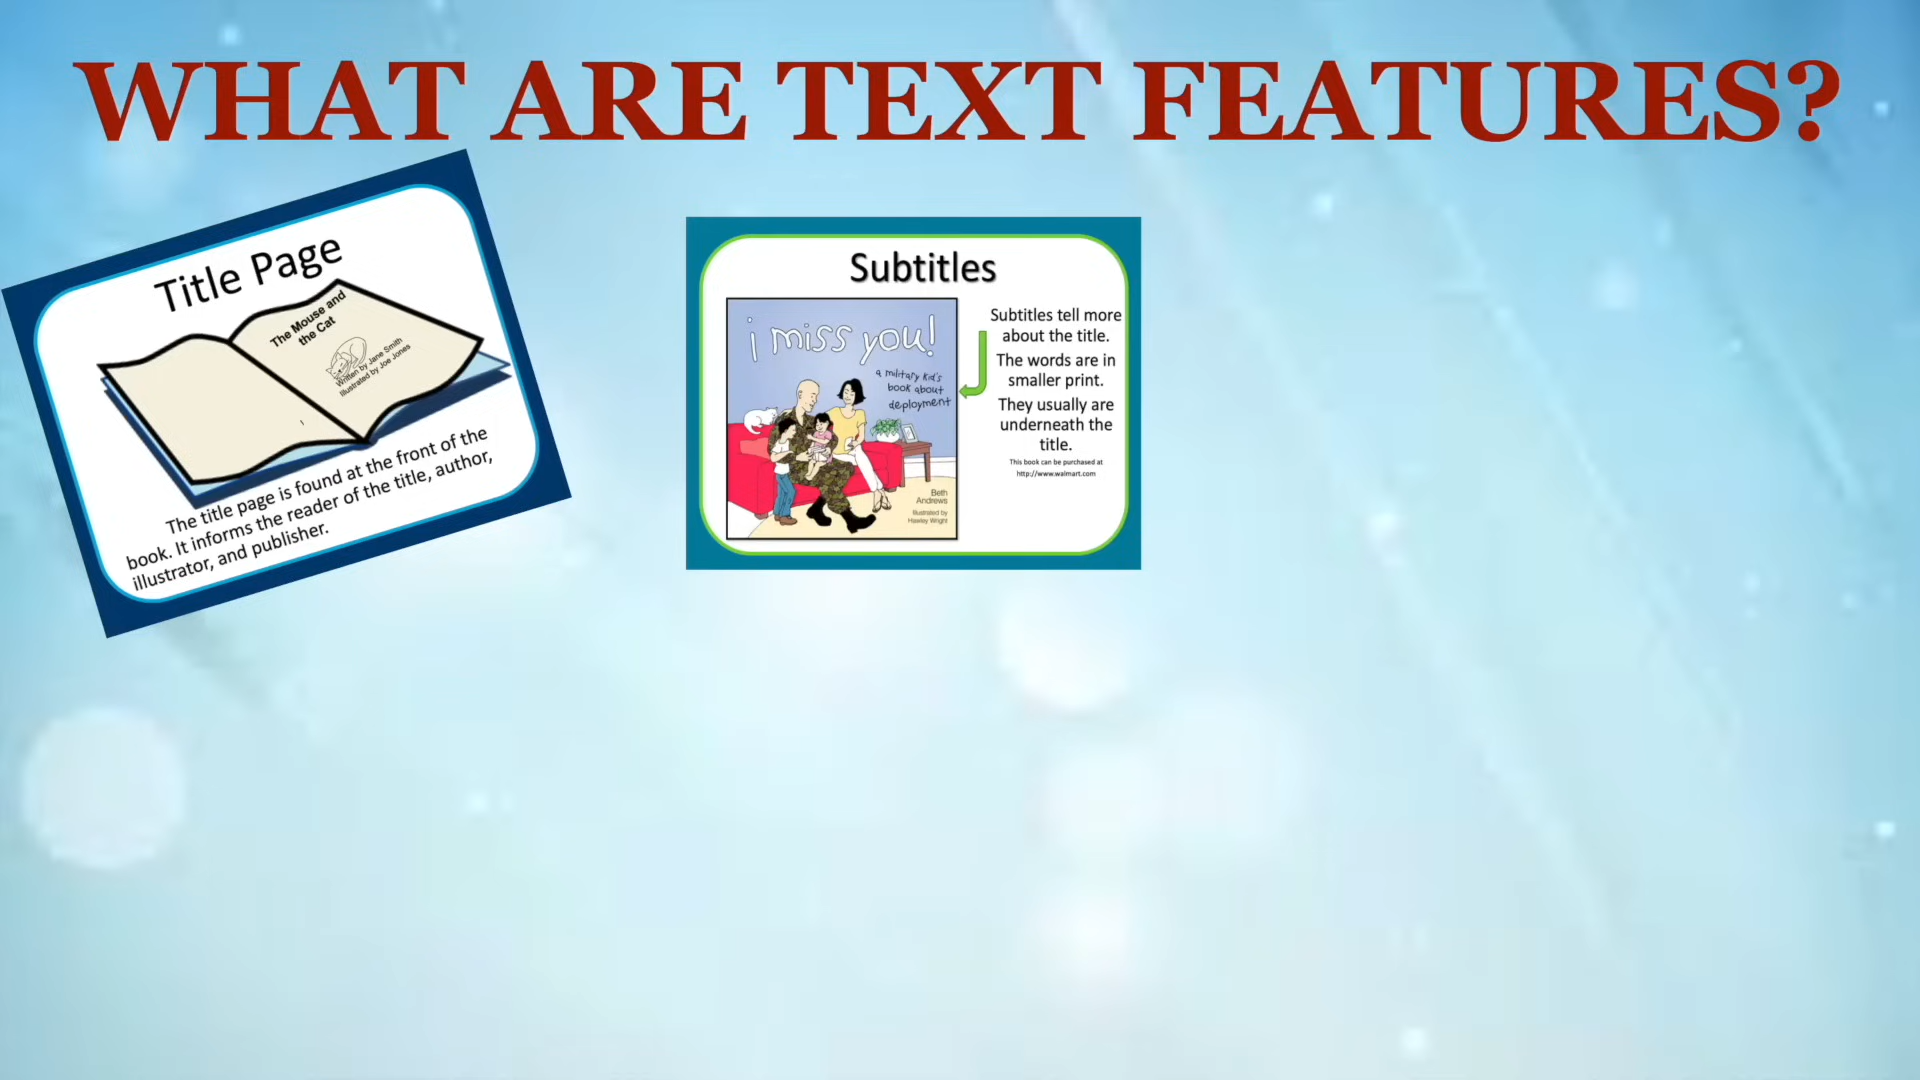 WHAT ARE TEXT FEATURES?
Title Page
The Mouse and
the Cat
Written by Jane Smith
Illustrated by Joe Jones
The title page is found at the front of the
book. It informs the reader of the title, author,
illustrator, and publisher.
Subtitles
i miss you!
a military kid's
book about
deployment
Beth
Andrews
Illustrated by
Hawley Wright
Subtitles tell more
about the title.
The words are in
smaller print.
They usually are
underneath the
title.
This book can be purchased at
http://www.walmart.com